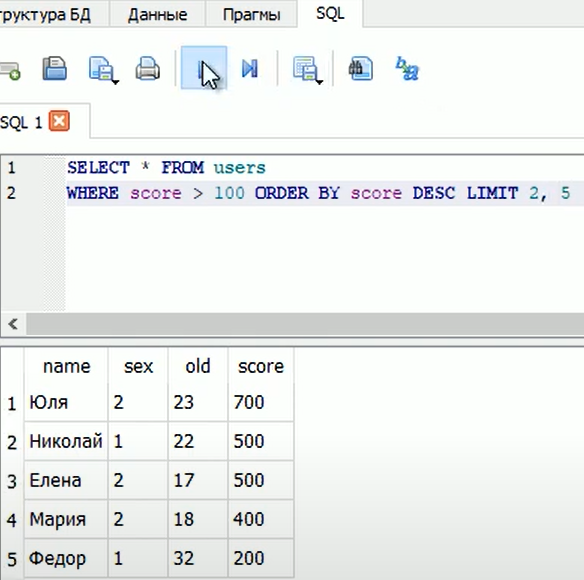 труктура БД Данные Прагмы SQL
SQL 1
1 SELECT * FROM users
2 WHERE score > 100 ORDER BY score DESC LIMIT 2, 5
name sex old score
1 Юля 2 23 700
2 Николай 1 22 500
3 Елена 2 17 500
4 Мария 2 18 400
5 Федор 1 32 200